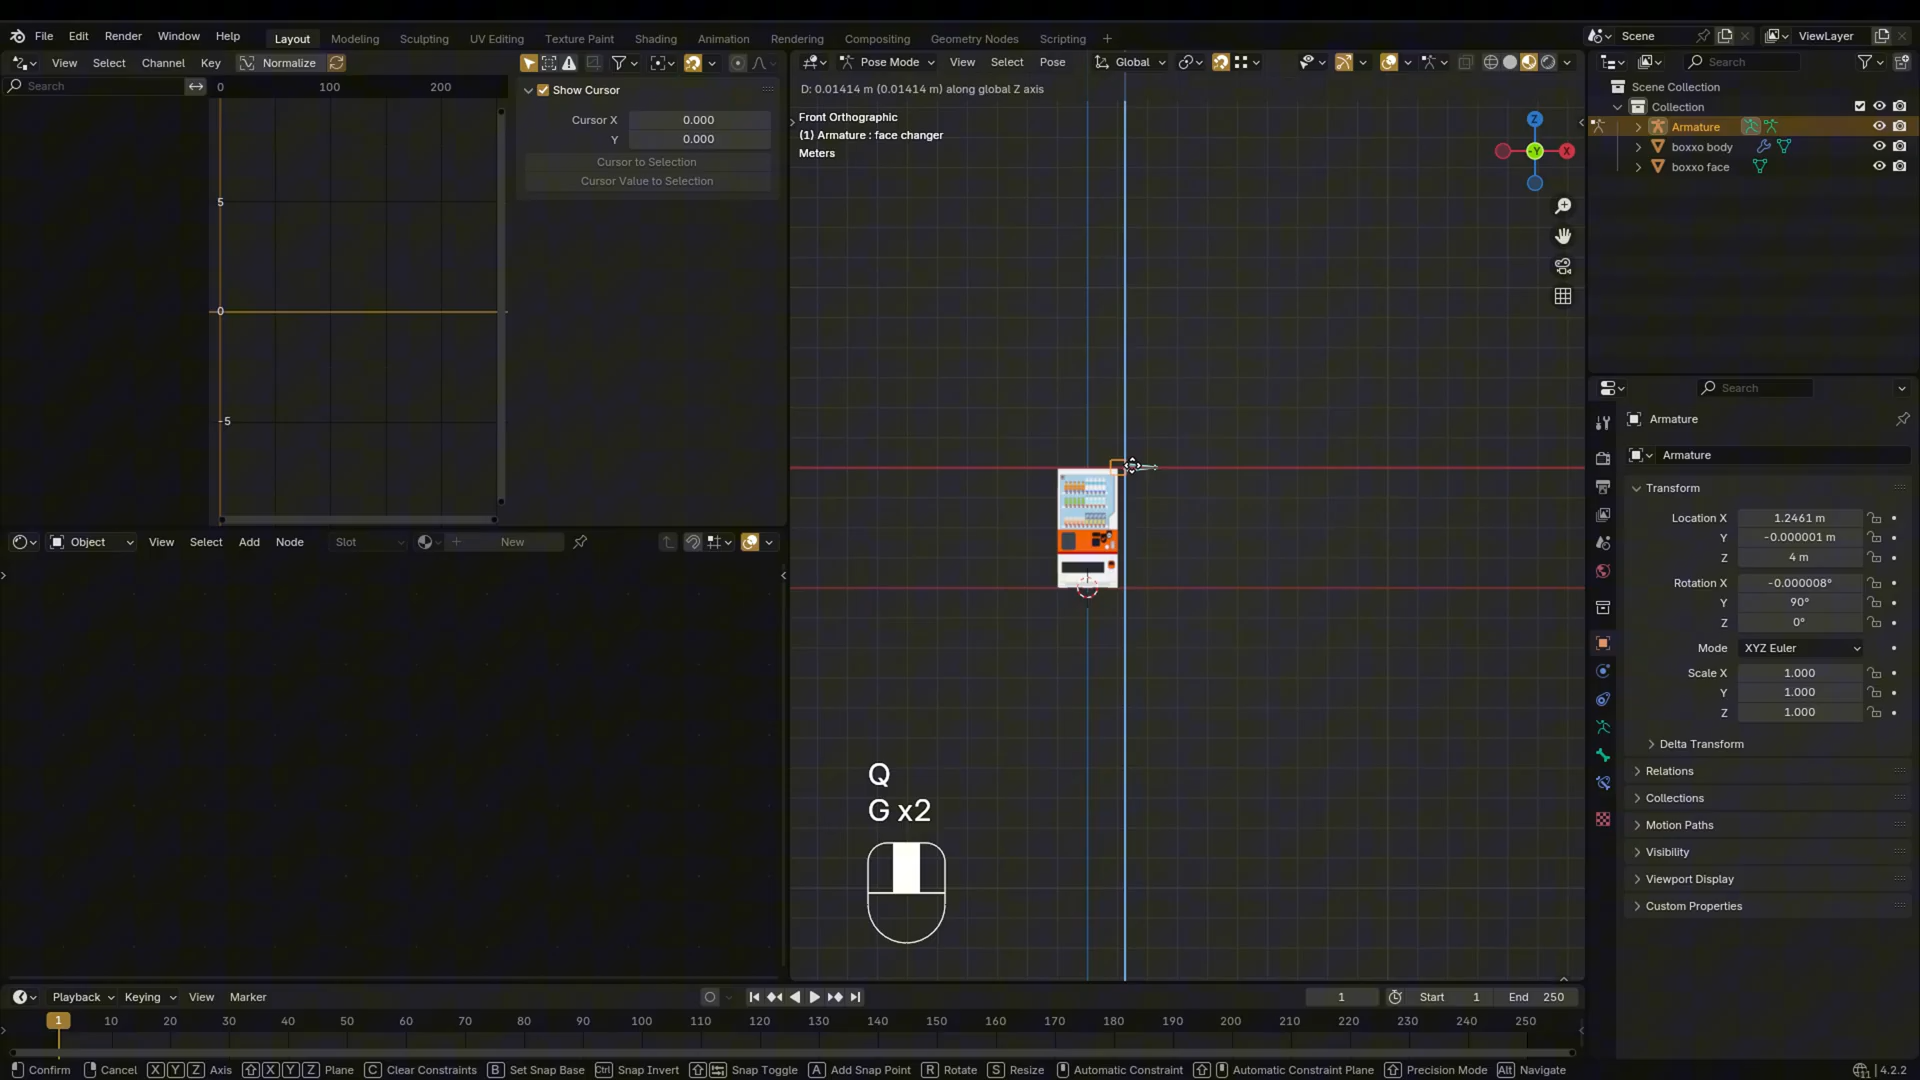 File Edit Render Window Help Layout Modeling Sculpting UV Editing Texture Paint Shading Animation Rendering Compositing Geometry Nodes Scripting + Scene ViewLayer
View Select Channel Key Normalize
Pose Mode View Select Pose Global
Search
Search
0 100 200
5
0
-5
Show Cursor
Cursor X 0.000
Y 0.000
Cursor to Selection
Cursor Value to Selection
D: 0.01414 m (0.01414 m) along global Z axis
Front Orthographic
(1) Armature : face changer
Meters
Z
-Y
X
Scene Collection
Collection
Armature
boxxo body
boxxo face
Search
Armature
Armature
Transform
Location X 1.2461 m
Y -0.000001 m
Z 4 m
Rotation X -0.000008°
Y 90°
Z 0°
Mode XYZ Euler
Scale X 1.000
Y 1.000
Z 1.000
Delta Transform
Relations
Collections
Motion Paths
Visibility
Viewport Display
Custom Properties
Object View Select Add Node Slot New
Q
G x2
Playback Keying View Marker 1 Start 1 End 250
1 10 20 30 40 50 60 70 80 90 100 110 120 130 140 150 160 170 180 190 200 210 220 230 240 250
Confirm Cancel X Y Z Axis X Y Z Plane C Clear Constraints B Set Snap Base Ctrl Snap Invert Snap Toggle A Add Snap Point R Rotate S Resize Automatic Constraint Automatic Constraint Plane Precision Mode Alt Navigate 4.2.2